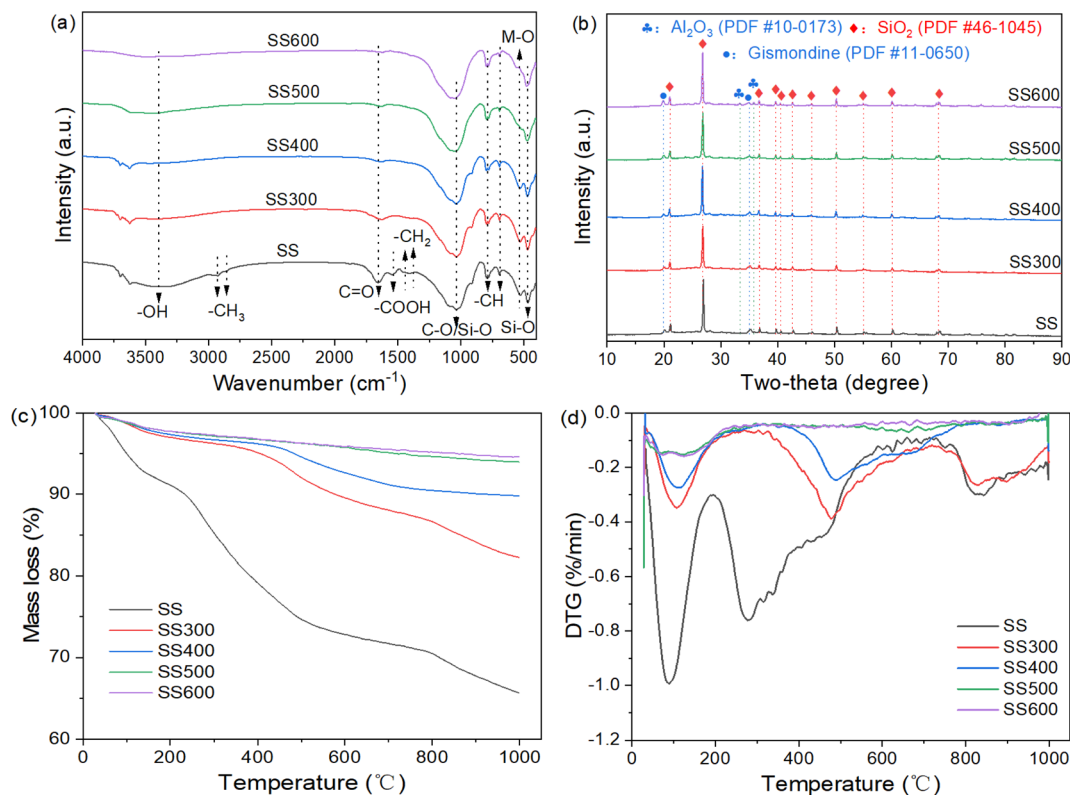 (a)
M-O
SS600
SS500
SS400
SS300
SS
-CH2
-OH
-CH3
C=O
-COOH
C-O/Si-O
-CH
Si-O
Intensity (a.u.)
4000 3500 3000 2500 2000 1500 1000 500
Wavenumber (cm-1)
(b)
♣: Al2O3 (PDF #10-0173) ♦: SiO2 (PDF #46-1045)
●: Gismondine (PDF #11-0650)
SS600
SS500
SS400
SS300
SS
Intensity (a.u.)
10 20 30 40 50 60 70 80 90
Two-theta (degree)
(c)
100
90
80
70
60
Mass loss (%)
SS
SS300
SS400
SS500
SS600
0 200 400 600 800 1000
Temperature (℃)
(d)
0.0
-0.2
-0.4
-0.6
-0.8
-1.0
-1.2
DTG (%/min)
SS
SS300
SS400
SS500
SS600
0 200 400 600 800 1000
Temperature (℃)